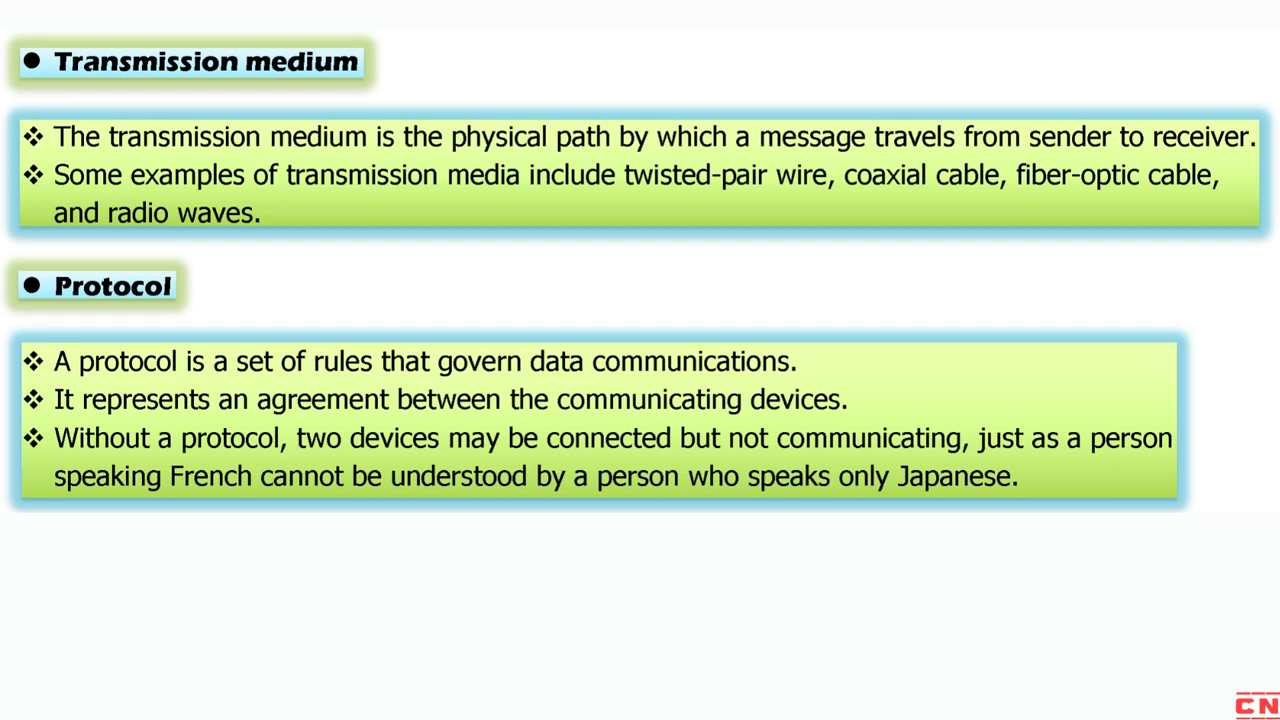 ● Transmission medium
❖ The transmission medium is the physical path by which a message travels from sender to receiver.
❖ Some examples of transmission media include twisted-pair wire, coaxial cable, fiber-optic cable,
and radio waves.
● Protocol
❖ A protocol is a set of rules that govern data communications.
❖ It represents an agreement between the communicating devices.
❖ Without a protocol, two devices may be connected but not communicating, just as a person
speaking French cannot be understood by a person who speaks only Japanese.
CN